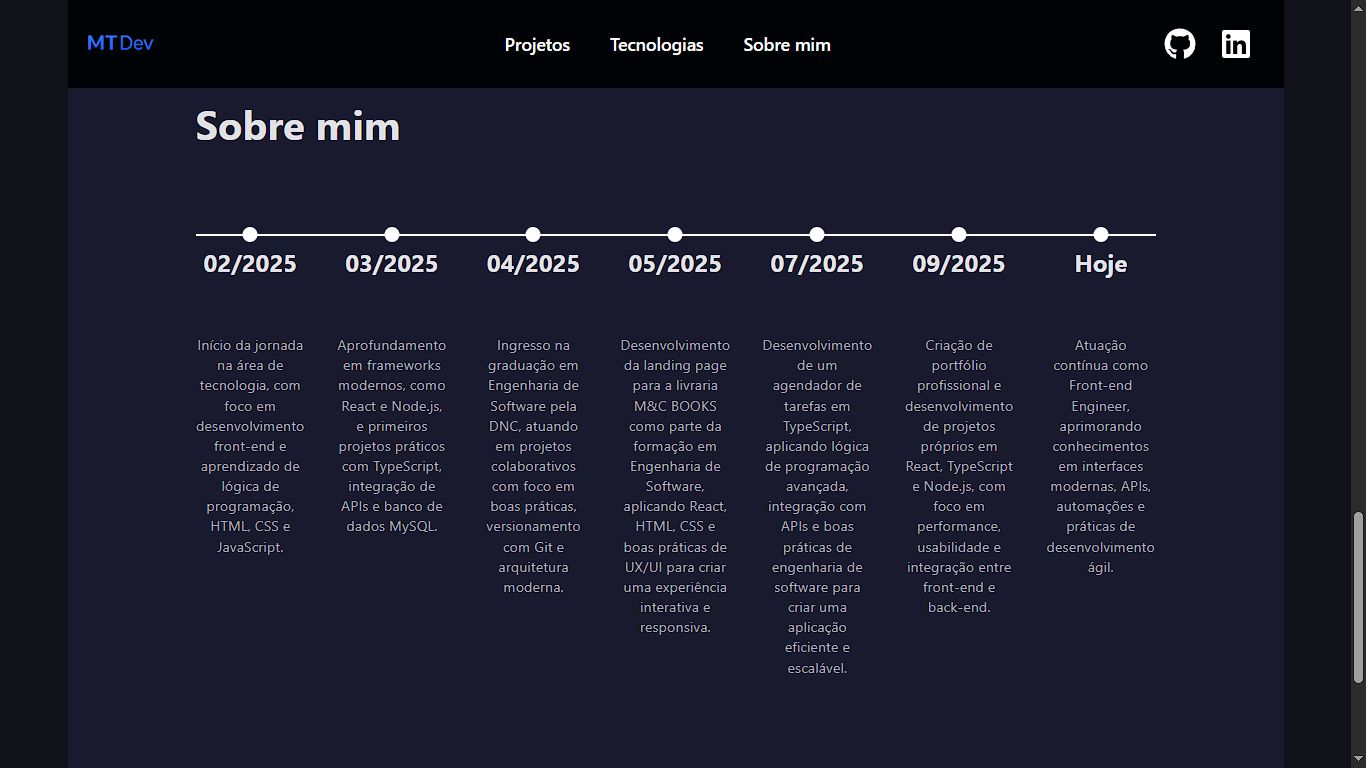 MTDev
Projetos
Tecnologias
Sobre mim
Sobre mim
02/2025
Início da jornada
na área de
tecnologia, com
foco em
desenvolvimento
front-end e
aprendizado de
lógica de
programação,
HTML, CSS e
JavaScript.
03/2025
Aprofundamento
em frameworks
modernos, como
React e Node.js,
e primeiros
projetos práticos
com TypeScript,
integração de
APIs e banco de
dados MySQL.
04/2025
Ingresso na
graduação em
Engenharia de
Software pela
DNC, atuando
em projetos
colaborativos
com foco em
boas práticas,
versionamento
com Git e
arquitetura
moderna.
05/2025
Desenvolvimento
da landing page
para a livraria
M&C BOOKS
como parte da
formação em
Engenharia de
Software,
aplicando React,
HTML, CSS e
boas práticas de
UX/UI para criar
uma experiência
interativa e
responsiva.
07/2025
Desenvolvimento
de um
agendador de
tarefas em
TypeScript,
aplicando lógica
de programação
avançada,
integração com
APIs e boas
práticas de
engenharia de
software para
criar uma
aplicação
eficiente e
escalável.
09/2025
Criação de
portfólio
profissional e
desenvolvimento
de projetos
próprios em
React, TypeScript
e Node.js, com
foco em
performance,
usabilidade e
integração entre
front-end e
back-end.
Hoje
Atuação
contínua como
Front-end
Engineer,
aprimorando
conhecimentos
em interfaces
modernas, APIs,
automações e
práticas de
desenvolvimento
ágil.